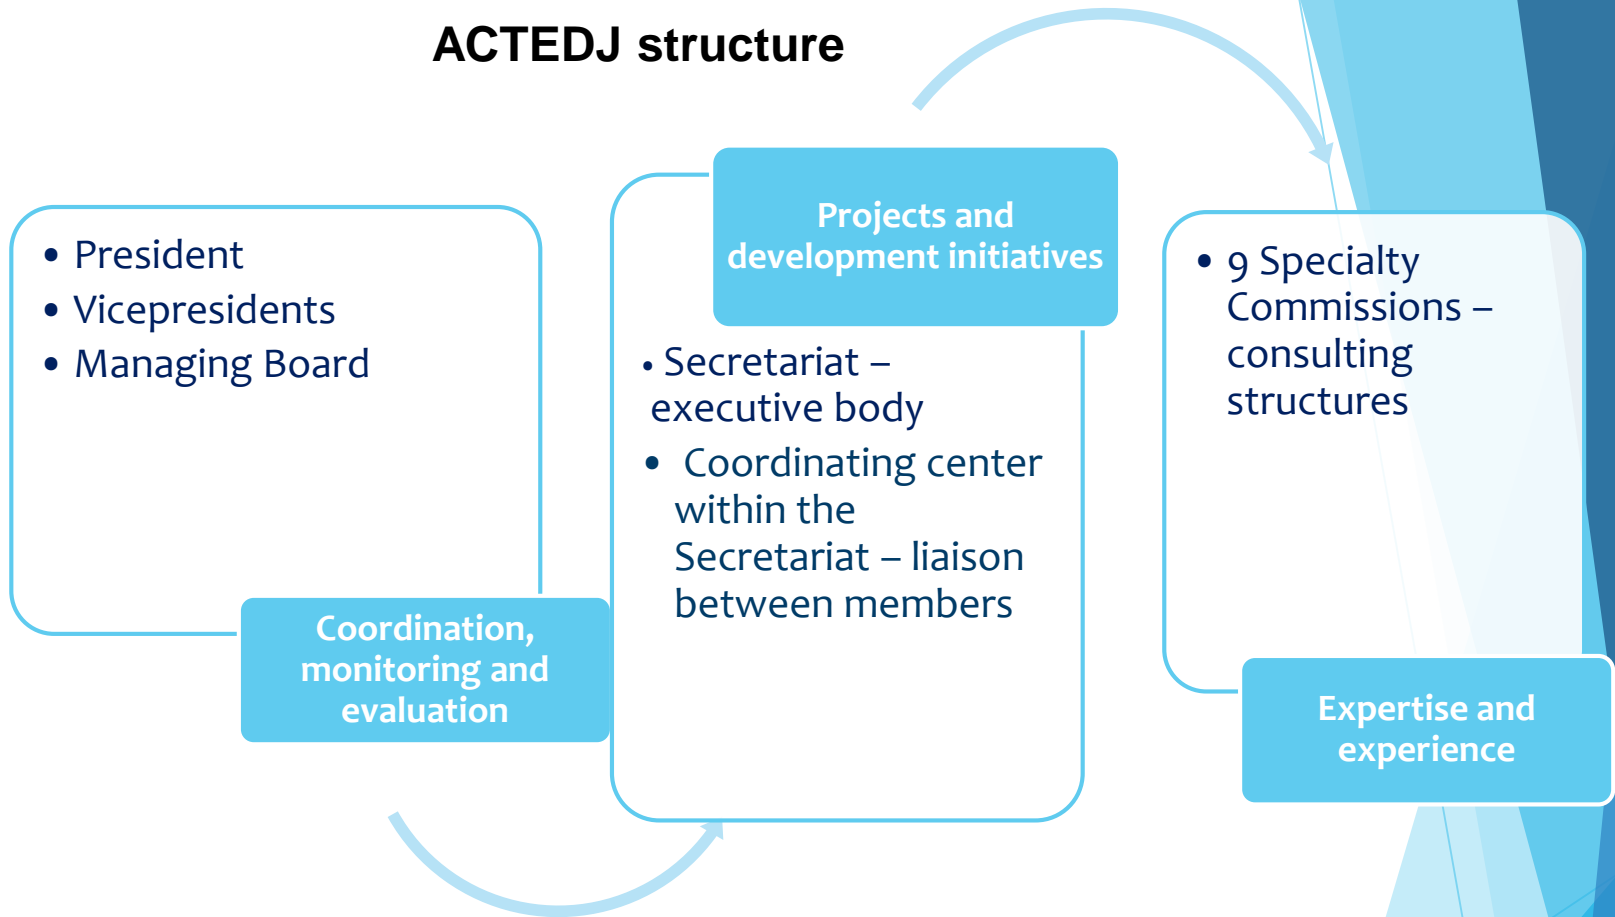 ACTEDJ structure
• President
• Vicepresidents
• Managing Board
Coordination,
monitoring and
evaluation
Projects and
development initiatives
• Secretariat –
executive body
• Coordinating center
within the
Secretariat – liaison
between members
• 9 Specialty
Commissions –
consulting
structures
Expertise and
experience